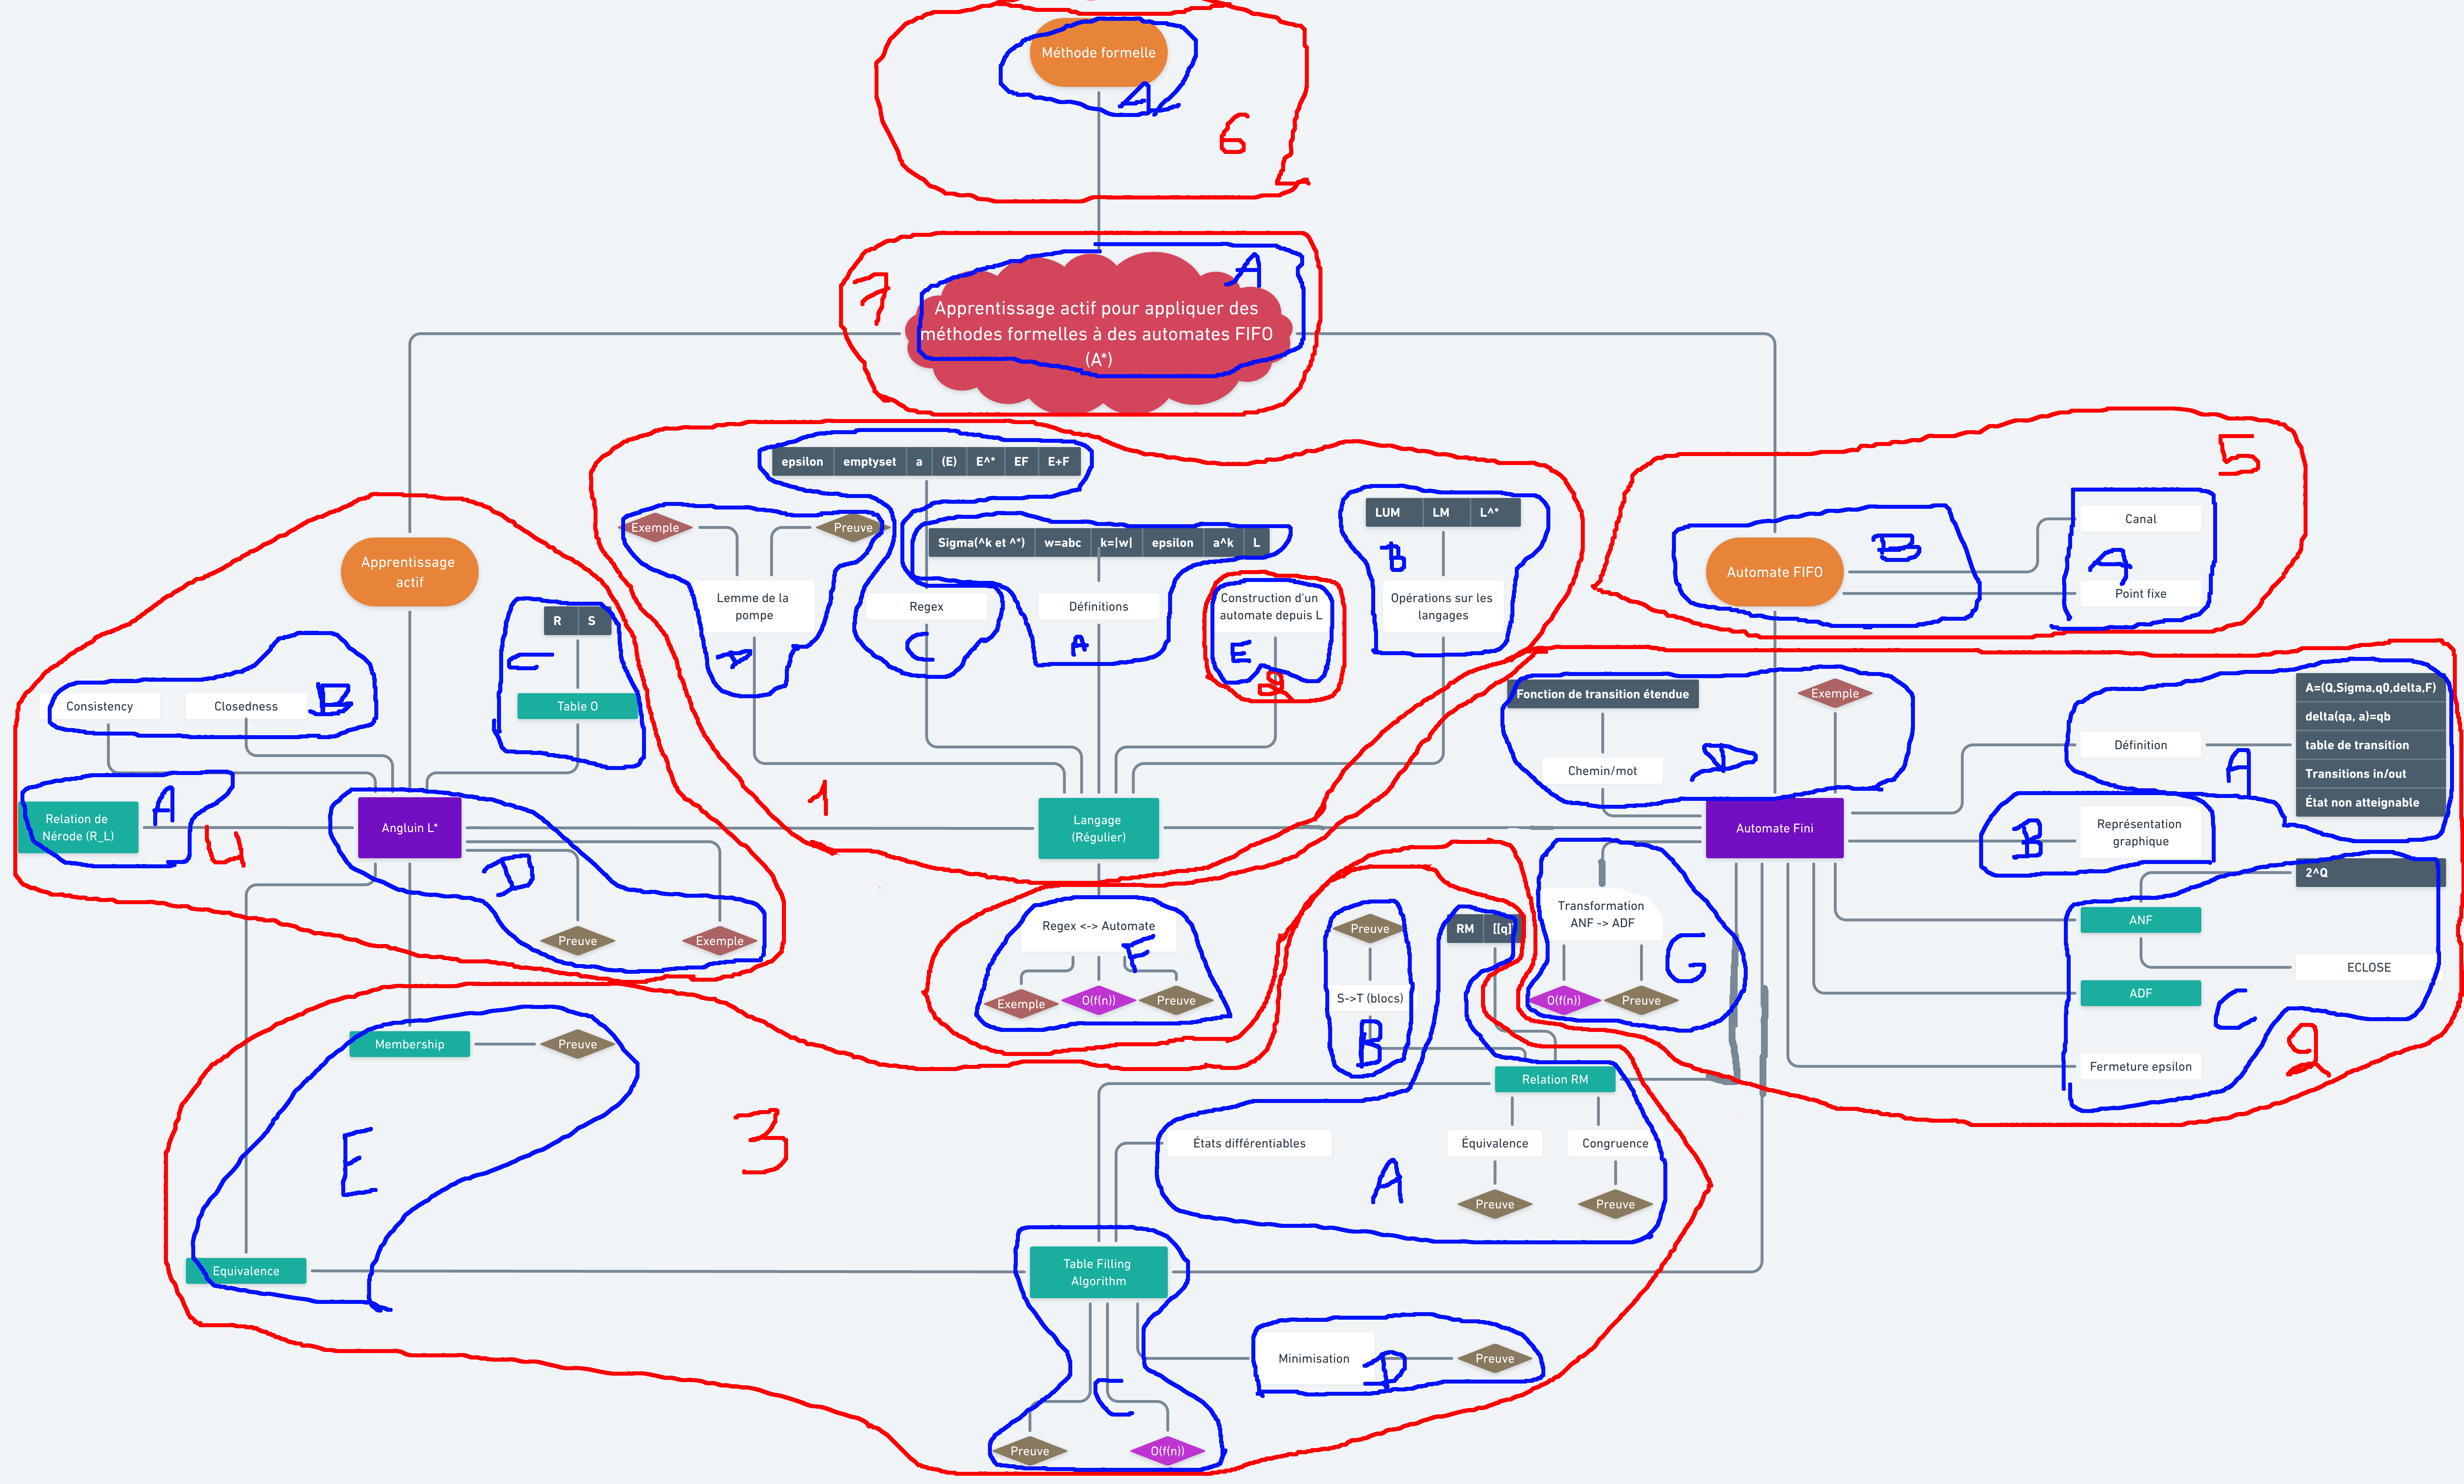 Méthode formelle
A
6
7
A
Apprentissage actif pour appliquer des
méthodes formelles à des automates FIFO
(A*)
5
epsilon emptyset a (E) E^* EF E+F
LUM LM L^*
B
Exemple
Preuve
Sigma(^k et ^*) w=abc k=|w| epsilon a^k L
Canal
A
Point fixe
B
Automate FIFO
Apprentissage
actif
Lemme de la
pompe
D
Regex
C
Définitions
A
Construction d'un
automate depuis L
E
2
Opérations sur les
langages
R S
C
Table O
Consistency
Closedness
B
1
Fonction de transition étendue
Exemple
D
Chemin/mot
Définition
A=(Q,Sigma,q0,delta,F)
delta(qa, a)=qb
table de transition
Transitions in/out
État non atteignable
A
Relation de
Nérode (R_L)
A
4
Angluin L*
D
Preuve
Exemple
Langage
(Régulier)
Automate Fini
Représentation
graphique
B
2^Q
ANF
ECLOSE
ADF
C
2
Fermeture epsilon
Regex <-> Automate
F
Exemple
O(f(n))
Preuve
Preuve
S->T (blocs)
B
RM [[q]
Transformation
ANF -> ADF
G
O(f(n))
Preuve
Membership
Preuve
E
3
Relation RM
États différentiables
Équivalence
Congruence
A
Preuve
Preuve
Equivalence
Table Filling
Algorithm
Minimisation
D
Preuve
C
Preuve
O(f(n))